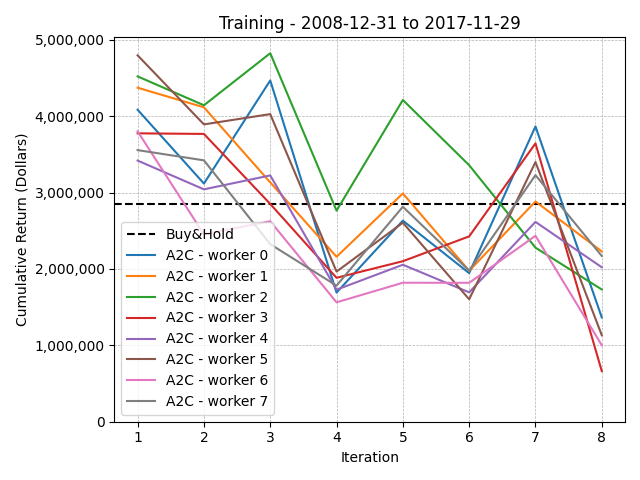 Training - 2008-12-31 to 2017-11-29
Cumulative Return (Dollars)
5,000,000
4,000,000
3,000,000
2,000,000
1,000,000
0
Buy&Hold
A2C - worker 0
A2C - worker 1
A2C - worker 2
A2C - worker 3
A2C - worker 4
A2C - worker 5
A2C - worker 6
A2C - worker 7
1 2 3 4 5 6 7 8
Iteration